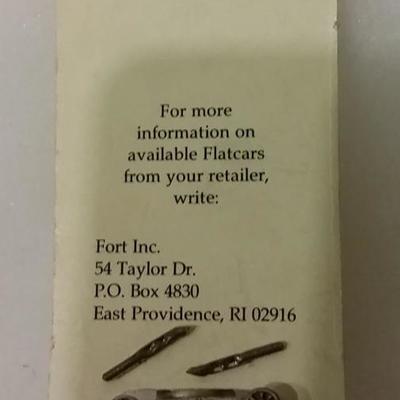 For more
information on
available Flatcars
from your retailer,
write:
Fort Inc.
54 Taylor Dr.
P.O. Box 4830
East Providence, RI 02916